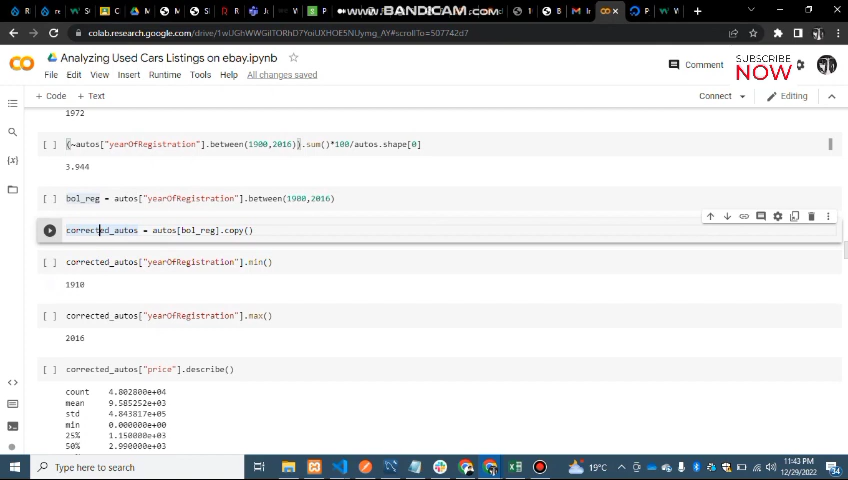 www.BANDICAM.com
colab.research.google.com/drive/1wUGhWWGilTORhD7YoiUXHOE5NUymg_AY#scrollTo=507742d7
Analyzing Used Cars Listings on ebay.ipynb
SUBSCRIBE
NOW
File Edit View Insert Runtime Tools Help All changes saved
Comment
+ Code + Text
Connect
Editing
1972
[ ] (~autos["yearOfRegistration"].between(1900,2016)).sum()*100/autos.shape[0]
3.944
[ ] bol_reg = autos["yearOfRegistration"].between(1900,2016)
corrected_autos = autos[bol_reg].copy()
[ ] corrected_autos["yearOfRegistration"].min()
1910
[ ] corrected_autos["yearOfRegistration"].max()
2016
[ ] corrected_autos["price"].describe()
count 4.802800e+04
mean 9.585252e+03
std 4.843817e+05
min 0.000000e+00
25% 1.150000e+03
50% 2.990000e+03
Type here to search
19°C
11:43 PM
12/29/2022
34